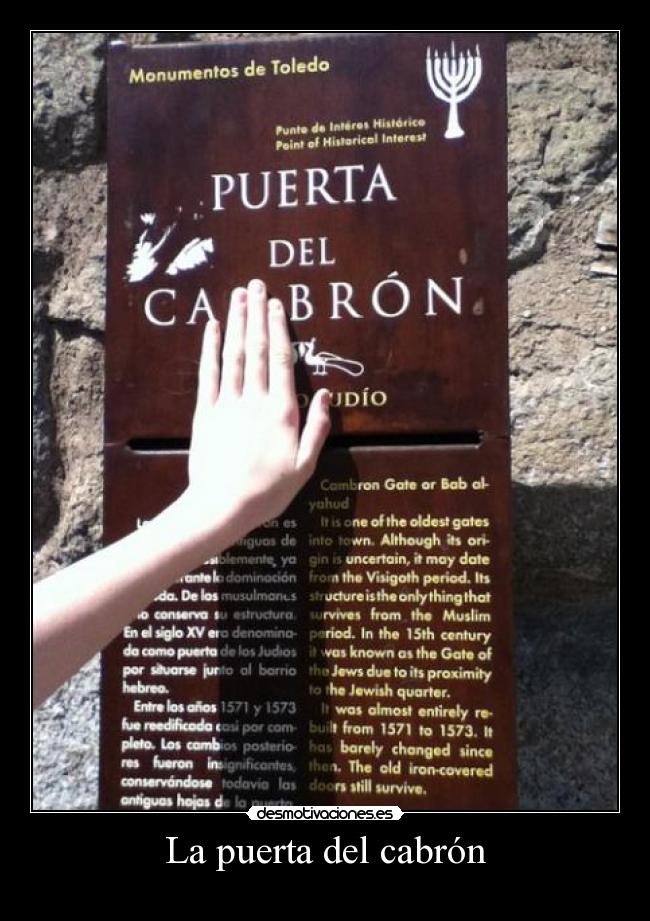 Monumentos de Toledo
Punto de Intéres Histórico
Point of Historical Interest
PUERTA
DEL
CA BRÓN
UDÍO
Cambron Gate or Bab al-
yahud
It is one of the oldest gates
into town. Although its ori-
gin is uncertain, it may date
from the Visigoth period. Its
structure is the only thing that
survives from the Muslim
period. In the 15th century
it was known as the Gate of
the Jews due to its proximity
to the Jewish quarter.
It was almost entirely re-
built from 1571 to 1573. It
has barely changed since
then. The old iron-covered
doors still survive.
es
de
ya
la dominación
De los musulmanes
conserva su estructura.
En el siglo XV era denomina-
da como puerta de los Judios
por situarse junto al barrio
hebreo.
Entre los años 1571 y 1573
fue reedificada casi por com-
pleto. Los cambios posterio-
res fueron insignificantes,
conservándose todavia las
antiguas hojas de la puerta
desmotivaciones.es
La puerta del cabrón